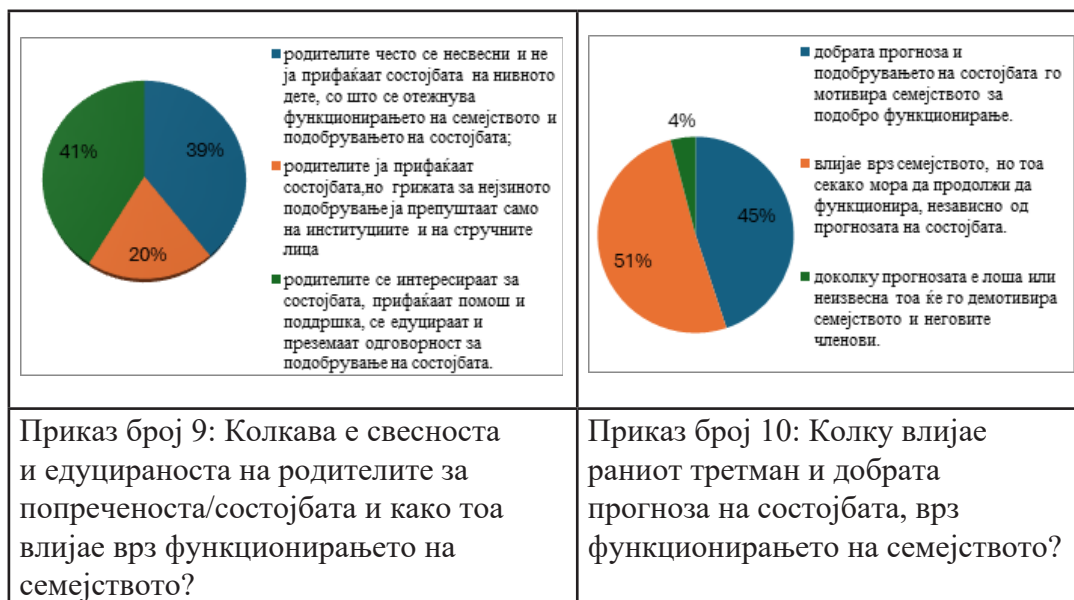 41%
39%
20%
родителите често се несвесни и не
ја прифаќаат состојбата на нивното
дете, со што се отежнува
функционирањето на семејството и
подобрувањето на состојбата;
родителите ја прифаќаат
состојбата,но грижата за нејзиното
подобрување ја препуштаат само
на институциите и на стручните
лица
родителите се интересираат за
состојбата, прифаќаат помош и
поддршка, се едуцираат и
преземаат одговорност за
подобрување на состојбата.
4%
45%
51%
добрата прогноза и
подобрувањето на состојбата го
мотивира семејството за
подобро функционирање.
влијае врз семејството, но тоа
секако мора да продолжи да
функционира, независно од
прогнозата на состојбата.
доколку прогнозата е лоша или
неизвесна тоа ќе го демотивира
семејството и неговите
членови.
Приказ број 9: Колкава е свесноста
и едуцираноста на родителите за
попреченоста/состојбата и како тоа
влијае врз функционирањето на
семејството?
Приказ број 10: Колку влијае
раниот третман и добрата
прогноза на состојбата, врз
функционирањето на семејството?